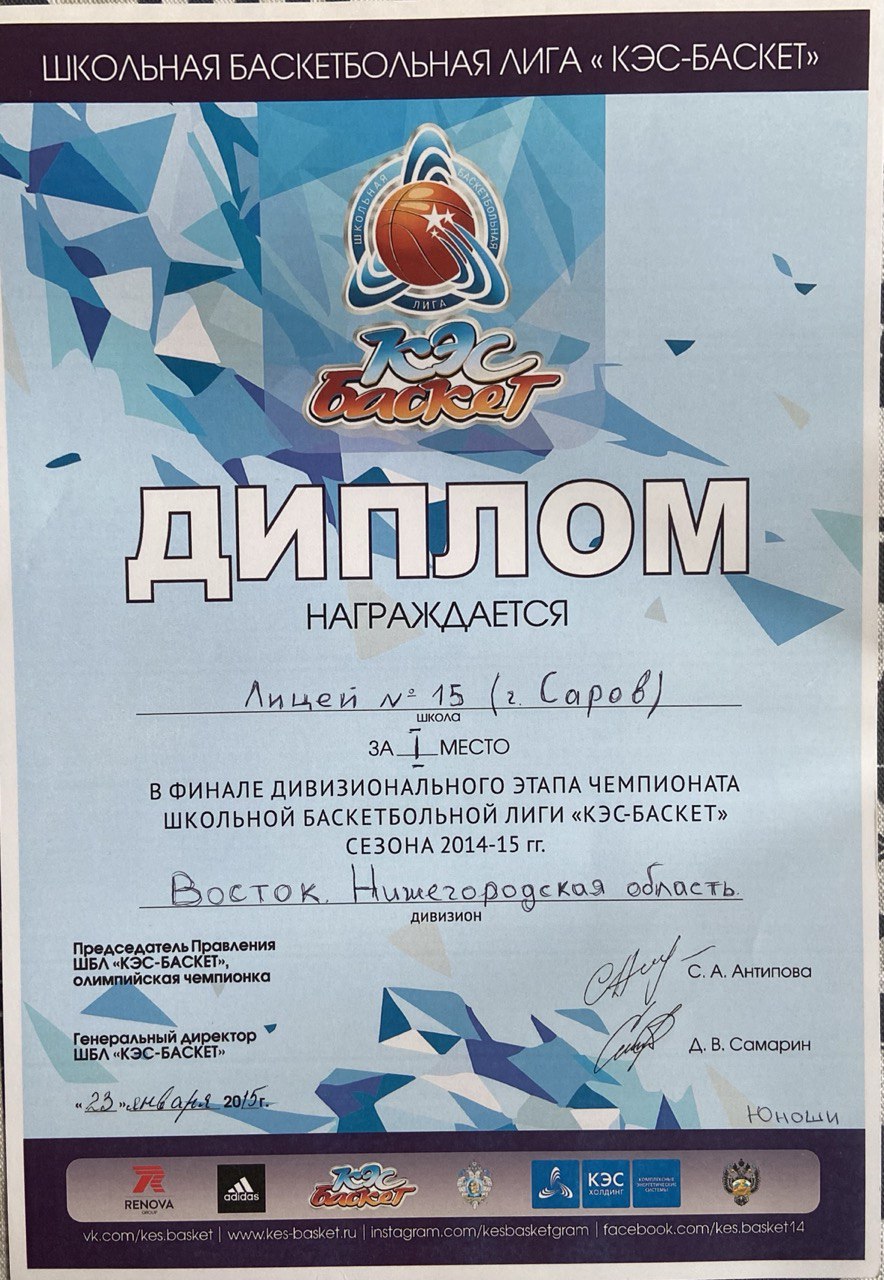 ШКОЛЬНАЯ БАСКЕТБОЛЬНАЯ ЛИГА « КЭС-БАСКЕТ»
ШКОЛЬНАЯ БАСКЕТБОЛЬНАЯ
ЛИГА
КЭС
баскет
ДИПЛОМ
НАГРАЖДАЕТСЯ
Лицей № 15 (г. Саров)
школа
ЗА I МЕСТО
В ФИНАЛЕ ДИВИЗИОНАЛЬНОГО ЭТАПА ЧЕМПИОНАТА
ШКОЛЬНОЙ БАСКЕТБОЛЬНОЙ ЛИГИ «КЭС-БАСКЕТ»
СЕЗОНА 2014-15 гг.
Восток. Нижегородская область.
дивизион
Председатель Правления
ШБЛ «КЭС-БАСКЕТ»,
олимпийская чемпионка
С. А. Антипова
Генеральный директор
ШБЛ «КЭС-БАСКЕТ»
Д. В. Самарин
«23» января 2015г.
Юноши
RENOVA
GROUP
adidas
КЭС
баскет
КЭС
ХОЛДИНГ
КОМПЛЕКСНЫЕ
ЭНЕРГЕТИЧЕСКИЕ
СИСТЕМЫ
vk.com/kes.basket | www.kes-basket.ru | instagram.com/kesbasketgram | facebook.com/kes.basket14